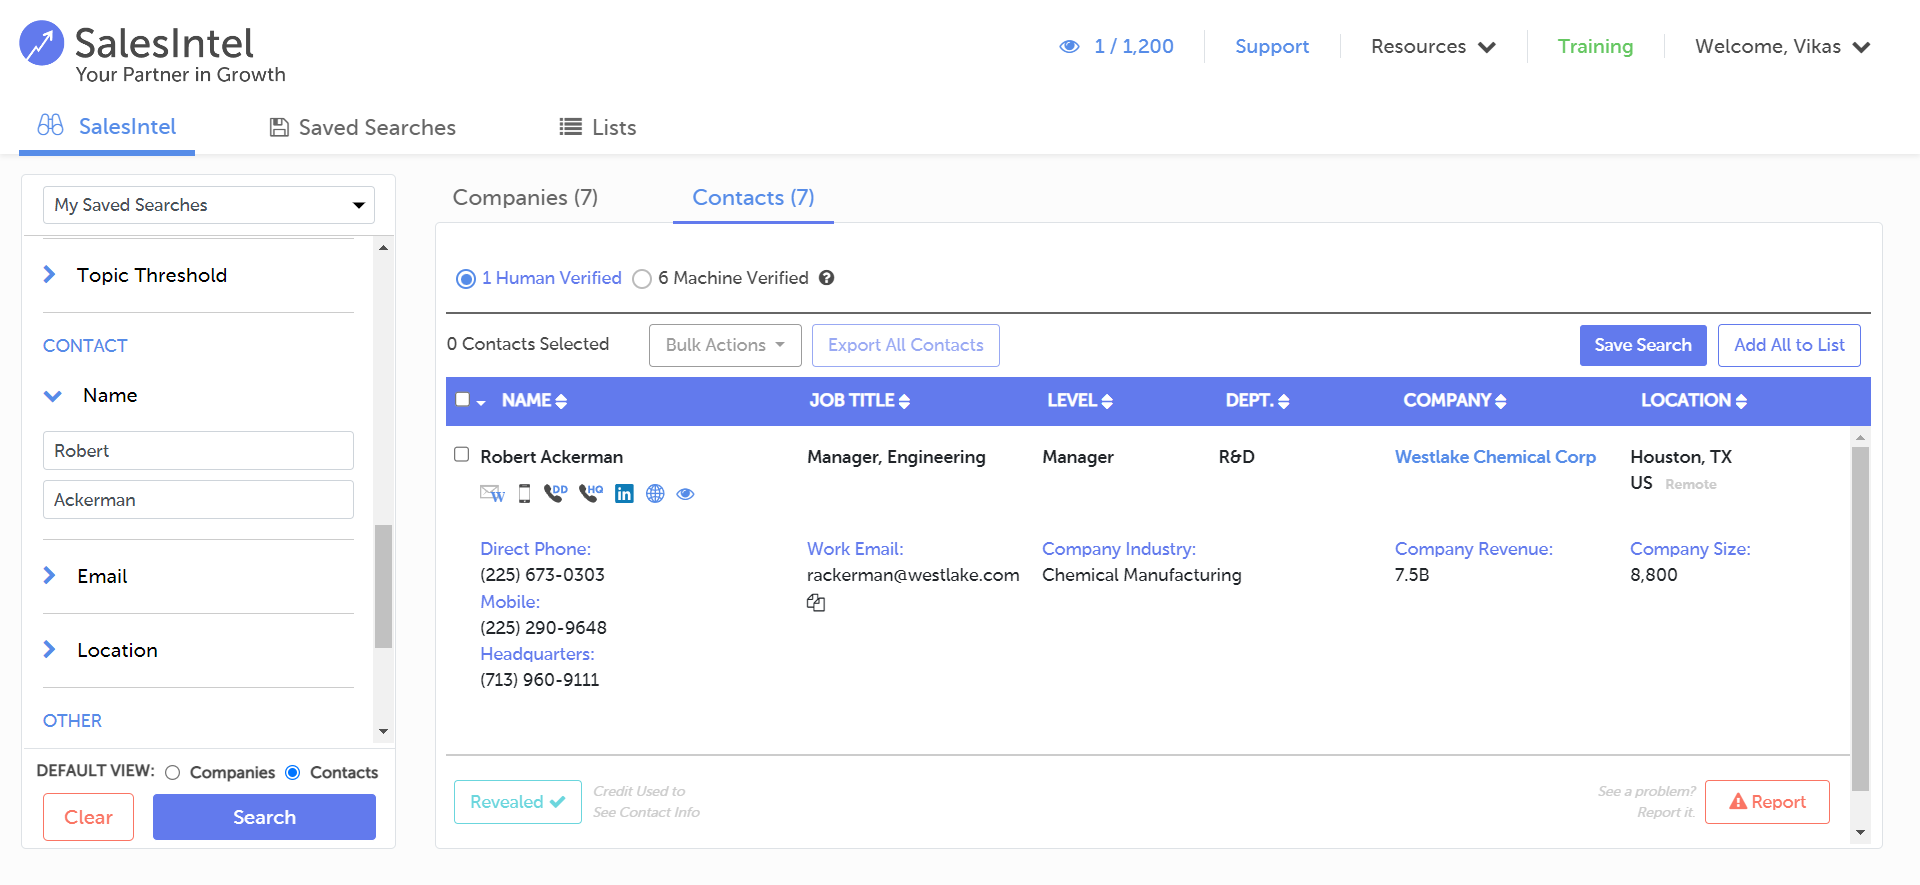 SalesIntel
Your Partner in Growth
1 / 1,200
Support
Resources
Training
Welcome, Vikas
SalesIntel
Saved Searches
Lists
My Saved Searches
Topic Threshold
CONTACT
Name
Robert
Ackerman
Email
Location
OTHER
DEFAULT VIEW: Companies Contacts
Clear
Search
Companies (7)
Contacts (7)
1 Human Verified 6 Machine Verified ?
0 Contacts Selected
Bulk Actions
Export All Contacts
Save Search
Add All to List
NAME JOB TITLE LEVEL DEPT. COMPANY LOCATION
Robert Ackerman
Manager, Engineering
Manager
R&D
Westlake Chemical Corp
Houston, TX
US Remote
W
DD
HQ
in
Direct Phone:
(225) 673-0303
Mobile:
(225) 290-9648
Headquarters:
(713) 960-9111
Work Email:
rackerman@westlake.com
Company Industry:
Chemical Manufacturing
Company Revenue:
7.5B
Company Size:
8,800
Revealed
Credit Used to
See Contact Info
See a problem?
Report it.
Report